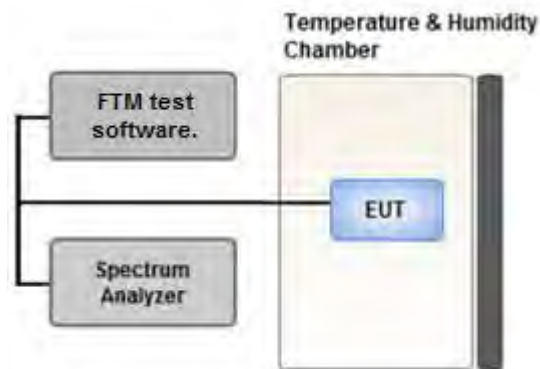 Temperature & Humidity
Chamber
FTM test
software.
EUT
Spectrum
Analyzer